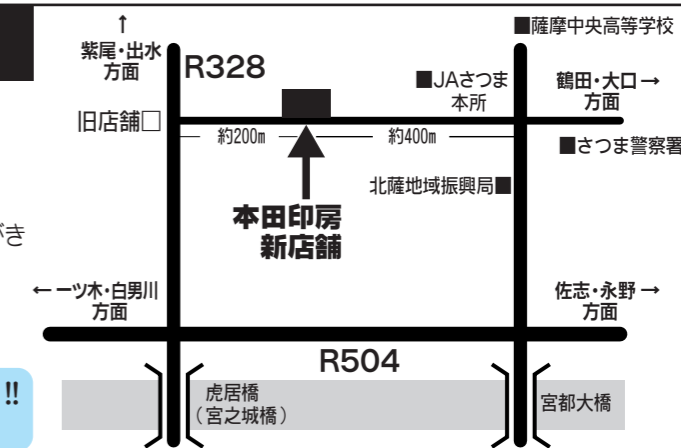 ↑
紫尾・出水
方面
R328
■薩摩中央高等学校
■JAさつま
本所
鶴田・大口→
方面
旧店舗□
約200m
約400m
■さつま警察署
北薩地域振興局■
本田印房
新店舗
がき
←一ツ木・白男川
方面
佐志・永野→
方面
R504
!!
虎居橋
（宮之城橋）
宮都大橋